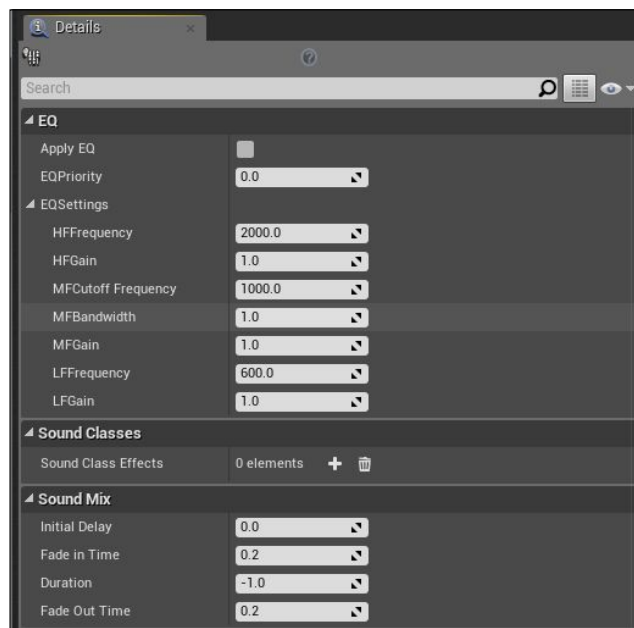 Details
Search
EQ
Apply EQ
EQPriority 0.0
EQSettings
HFFrequency 2000.0
HFGain 1.0
MFCutoff Frequency 1000.0
MFBandwidth 1.0
MFGain 1.0
LFFrequency 600.0
LFGain 1.0
Sound Classes
Sound Class Effects 0 elements
Sound Mix
Initial Delay 0.0
Fade in Time 0.2
Duration -1.0
Fade Out Time 0.2